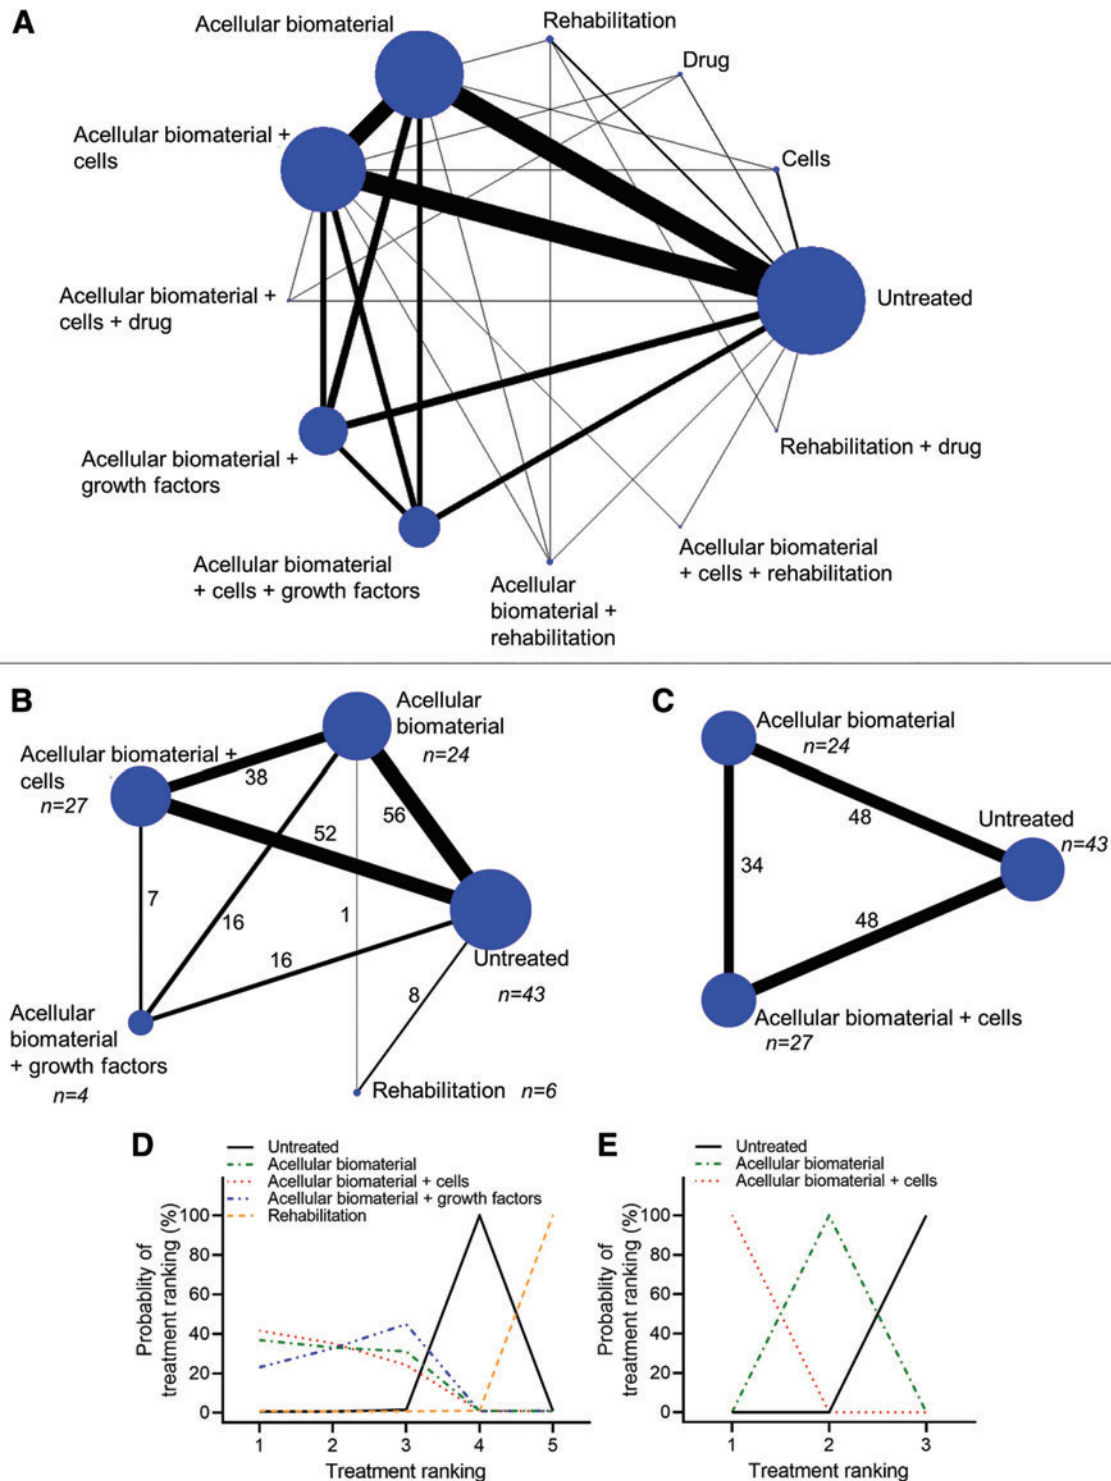 A
Acellular biomaterial
Rehabilitation
Drug
Acellular biomaterial +
cells
Cells
Acellular biomaterial +
cells + drug
Untreated
Acellular biomaterial +
growth factors
Rehabilitation + drug
Acellular biomaterial
+ cells + growth factors
Acellular
biomaterial +
rehabilitation
Acellular biomaterial
+ cells + rehabilitation
B
Acellular
biomaterial
n=24
Acellular biomaterial +
cells
n=27
38
56
52
7
16
1
16
8
Untreated
n=43
Acellular
biomaterial
+ growth factors
n=4
Rehabilitation n=6
C
Acellular biomaterial
n=24
48
Untreated
n=43
34
48
Acellular biomaterial + cells
n=27
D
Untreated
Acellular biomaterial
Acellular biomaterial + cells
Acellular biomaterial + growth factors
Rehabilitation
Probablity of
treatment ranking (%)
100
80
60
40
20
0
1 2 3 4 5
Treatment ranking
E
Untreated
Acellular biomaterial
Acellular biomaterial + cells
Probablity of
treatment ranking (%)
100
80
60
40
20
0
1 2 3
Treatment ranking